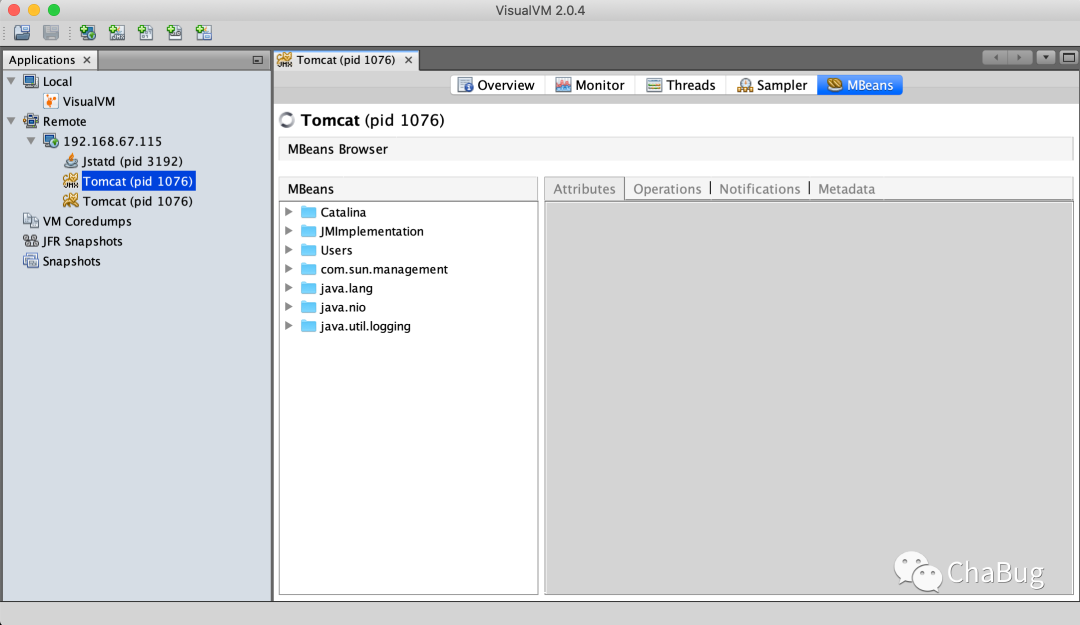 VisualVM 2.0.4
Applications
Tomcat (pid 1076)
Local
VisualVM
Remote
192.168.67.115
Jstatd (pid 3192)
Tomcat (pid 1076)
Tomcat (pid 1076)
VM Coredumps
JFR Snapshots
Snapshots
Overview Monitor Threads Sampler MBeans
Tomcat (pid 1076)
MBeans Browser
MBeans
Catalina
JMImplementation
Users
com.sun.management
java.lang
java.nio
java.util.logging
Attributes Operations Notifications Metadata
ChaBug